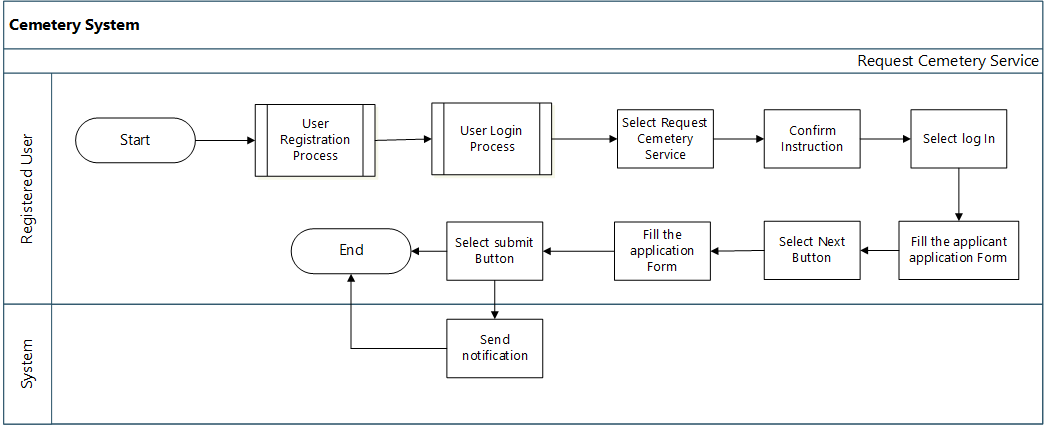 Cemetery System
Request Cemetery Service
Registered User
Start
User
Registration
Process
User Login
Process
Select Request
Cemetery
Service
Confirm
Instruction
Select log In
End
Select submit
Button
Fill the
application
Form
Select Next
Button
Fill the applicant
application Form
System
Send
notification